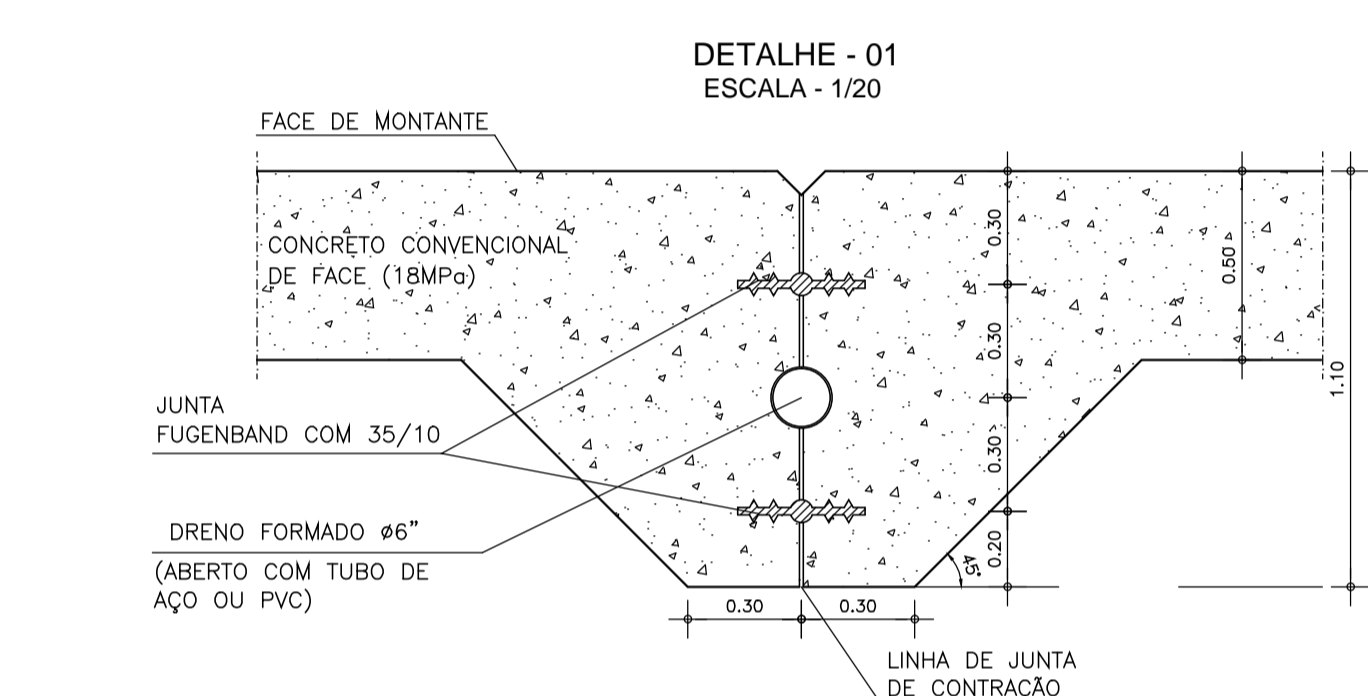 DETALHE - 01
ESCALA - 1/20
FACE DE MONTANTE
CONCRETO CONVENCIONAL
DE FACE (18MPa)
0.30
0.50
0.30
1.10
JUNTA
FUGENBAND COM 35/10
0.30
DRENO FORMADO ø6"
(ABERTO COM TUBO DE
AÇO OU PVC)
0.20
45°
0.30
0.30
LINHA DE JUNTA
DE CONTRAÇÃO